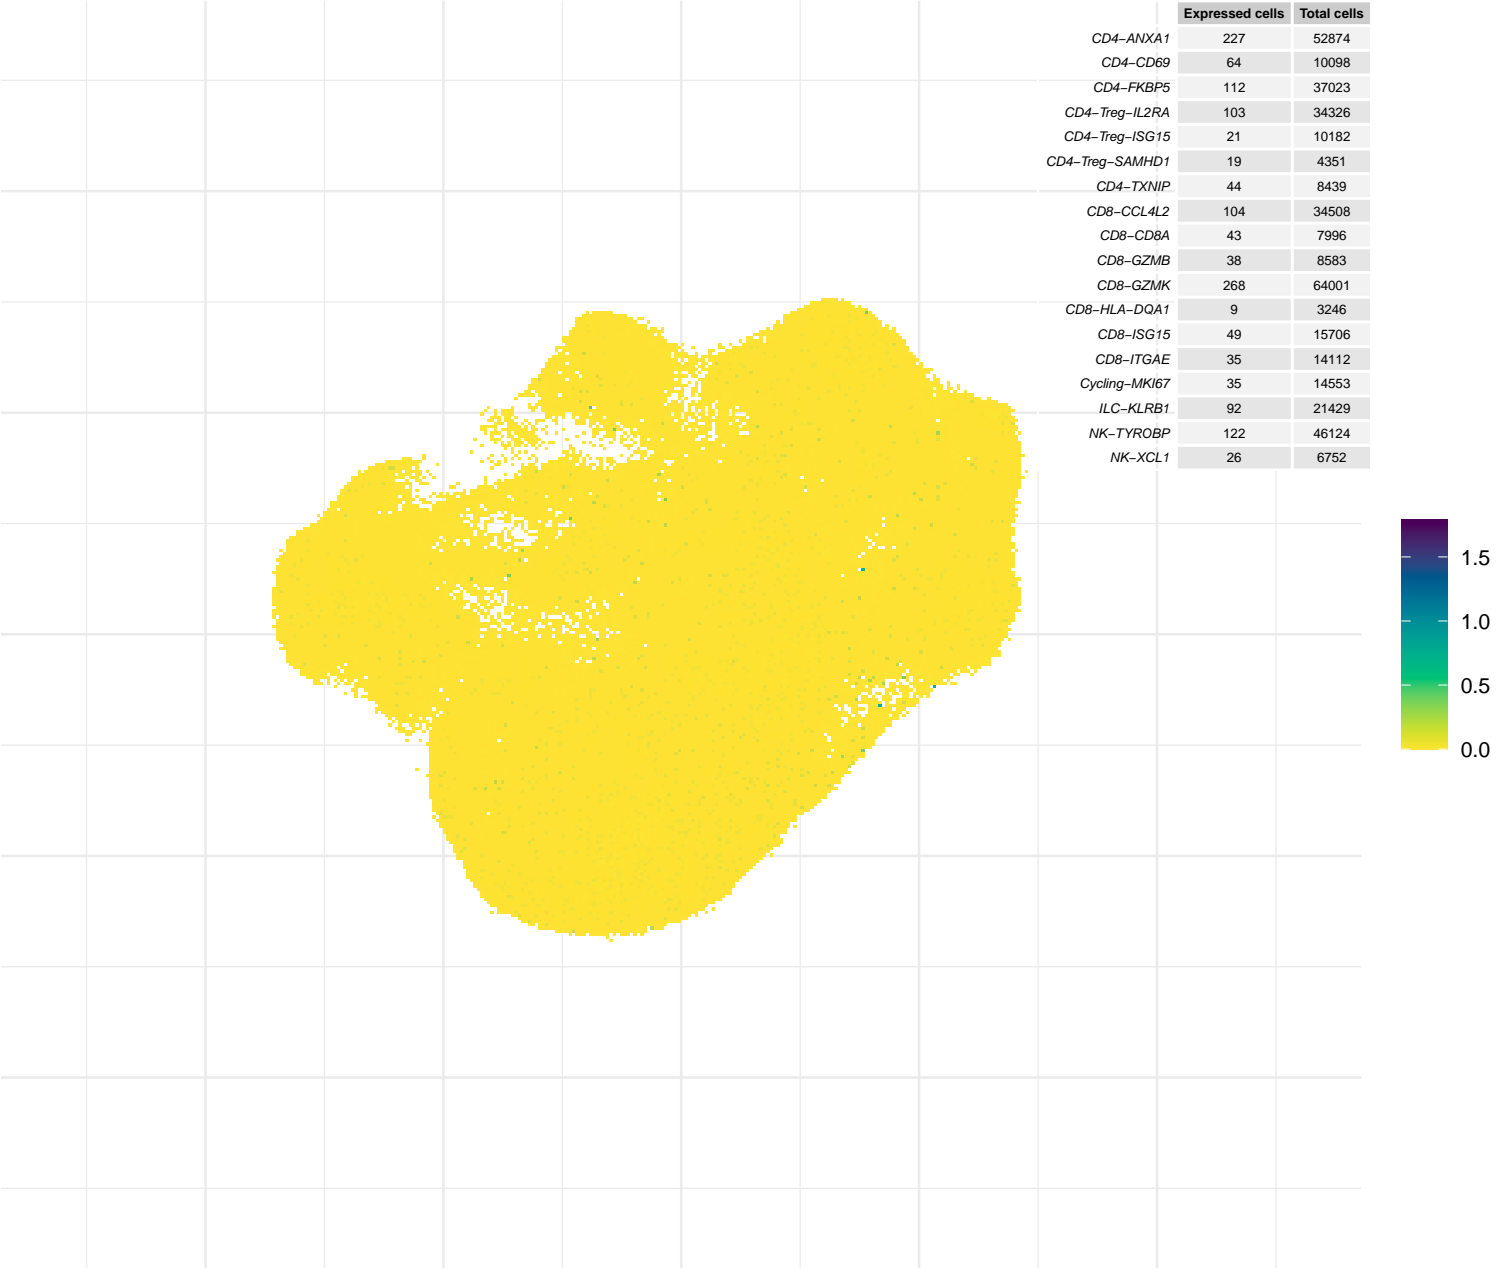 Expressed cells Total cells
CD4−ANXA1 227 52874
CD4−CD69 64 10098
CD4−FKBP5 112 37023
CD4−Treg−IL2RA 103 34326
CD4−Treg−ISG15 21 10182
CD4−Treg−SAMHD1 19 4351
CD4−TXNIP 44 8439
CD8−CCL4L2 104 34508
CD8−CD8A 43 7996
CD8−GZMB 38 8583
CD8−GZMK 268 64001
CD8−HLA−DQA1 9 3246
CD8−ISG15 49 15706
CD8−ITGAE 35 14112
Cycling−MKI67 35 14553
ILC−KLRB1 92 21429
NK−TYROBP 122 46124
NK−XCL1 26 6752
1.5
1.0
0.5
0.0